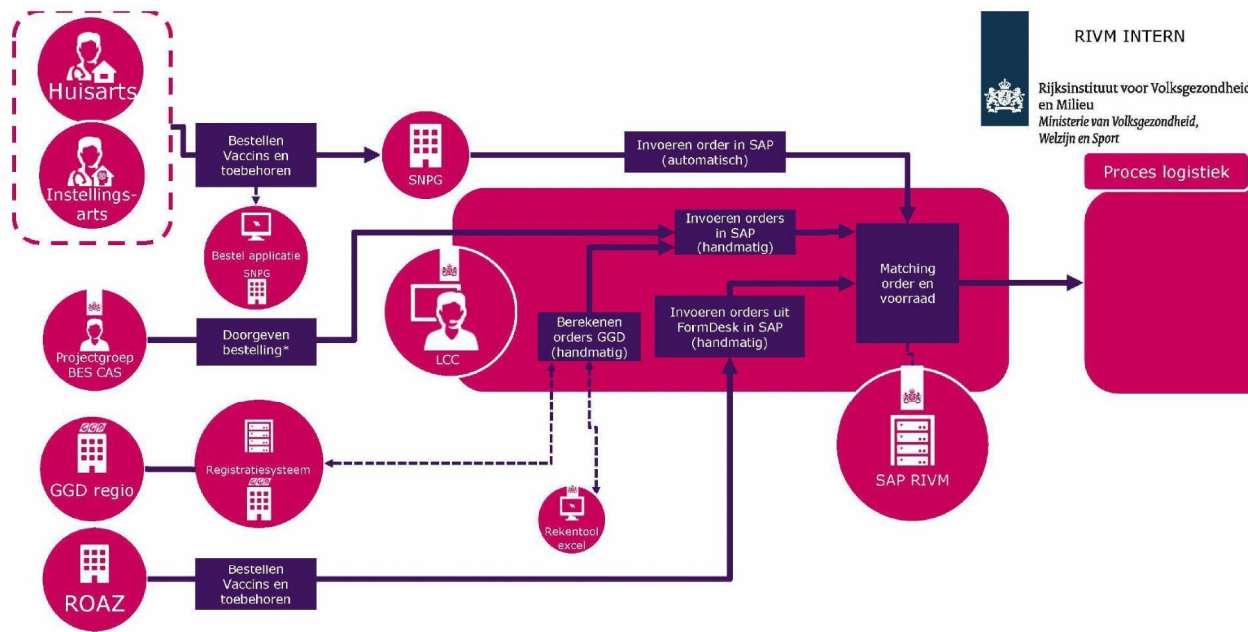 RIVM INTERN
Rijksinstituut voor Volksgezondheid
en Milieu
Ministerie van Volksgezondheid,
Welzijn en Sport
Huisarts
Instellings-
arts
Bestellen
Vaccins en
toebehoren
SNPG
Invoeren order in SAP
(automatisch)
Bestel applicatie
SNPG
Proces logistiek
Invoeren orders
in SAP
(handmatig)
Matching
order en
voorraad
Projectgroep
BES CAS
Doorgeven
bestelling*
LCC
Berekenen
orders GGD
(handmatig)
Invoeren orders uit
FormDesk in SAP
(handmatig)
SAP RIVM
GGD
GGD regio
Registratiesysteem
GGD
Rekentool
excel
ROAZ
Bestellen
Vaccins en
toebehoren